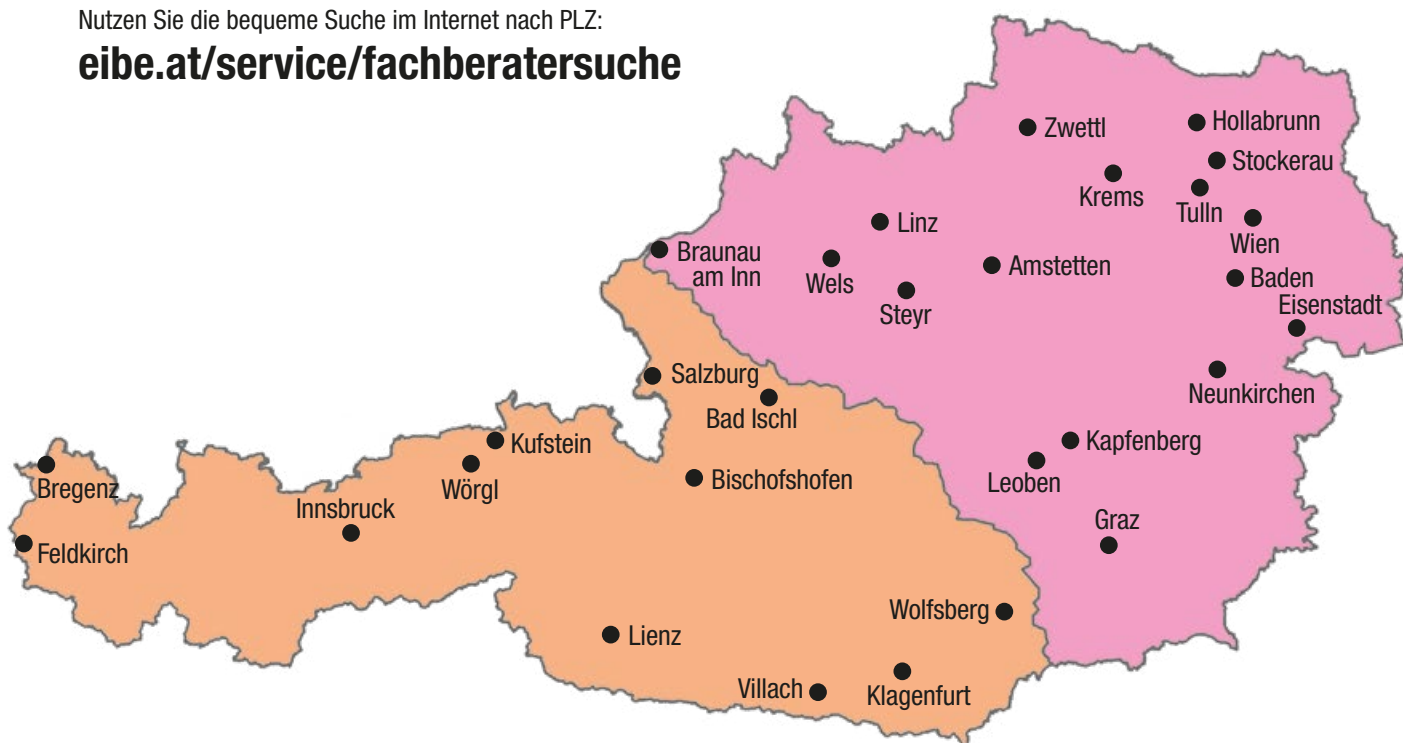 Nutzen Sie die bequeme Suche im Internet nach PLZ:
eibe.at/service/fachberatersuche
Zwettl
Hollabrunn
Stockerau
Krems
Tulln
Linz
Wien
Braunau
am Inn
Wels
Amstetten
Baden
Steyr
Eisenstadt
Salzburg
Neunkirchen
Bad Ischl
Kufstein
Kapfenberg
Wörgl
Bischofshofen
Leoben
Bregenz
Innsbruck
Graz
Feldkirch
Wolfsberg
Lienz
Villach
Klagenfurt